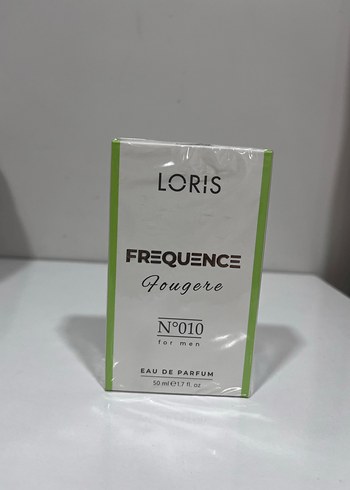 LORIS
FREQUENCE
Fougere
N°010
for men
EAU DE PARFUM
50 ml℮1.7 fl. oz